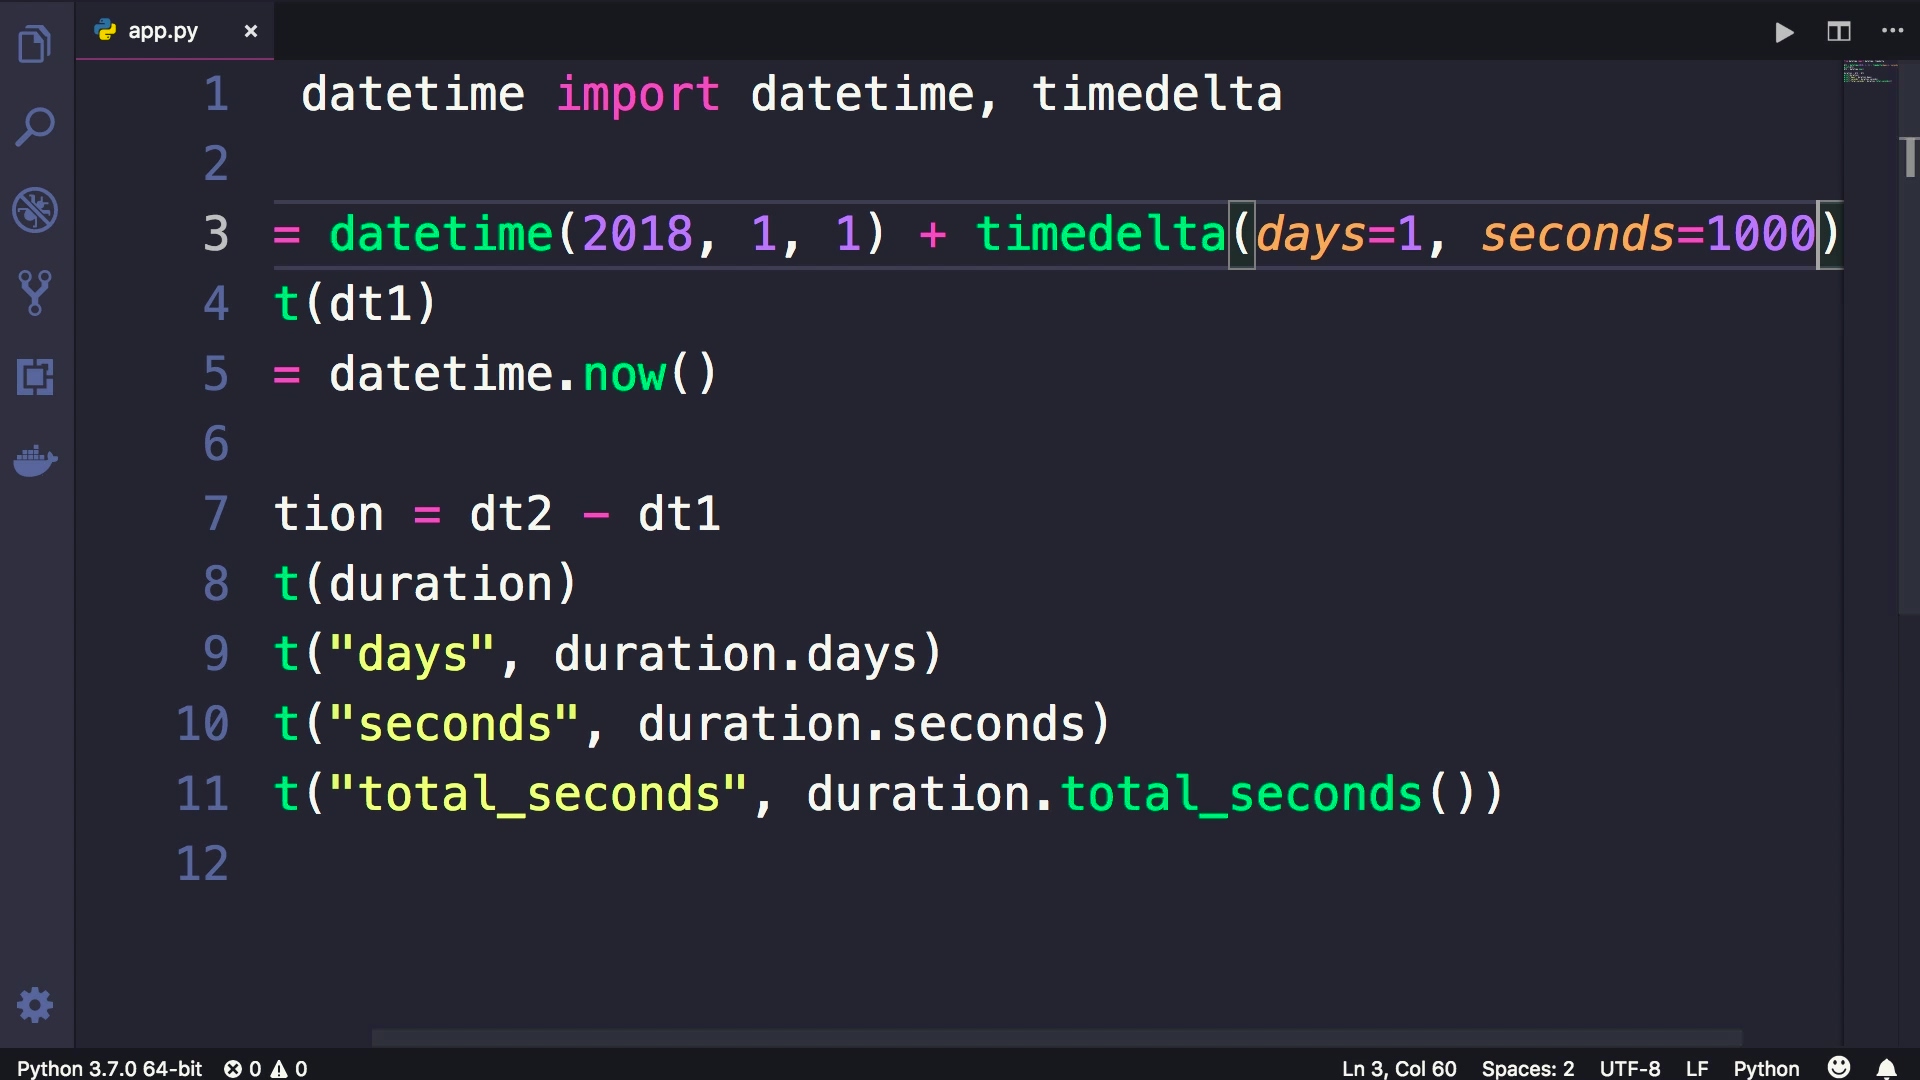 app.py ×
1 datetime import datetime, timedelta
2
3 = datetime(2018, 1, 1) + timedelta(days=1, seconds=1000)
4 t(dt1)
5 = datetime.now()
6
7 tion = dt2 - dt1
8 t(duration)
9 t("days", duration.days)
10 t("seconds", duration.seconds)
11 t("total_seconds", duration.total_seconds())
12
Python 3.7.0 64-bit 0 0 Ln 3, Col 60 Spaces: 2 UTF-8 LF Python